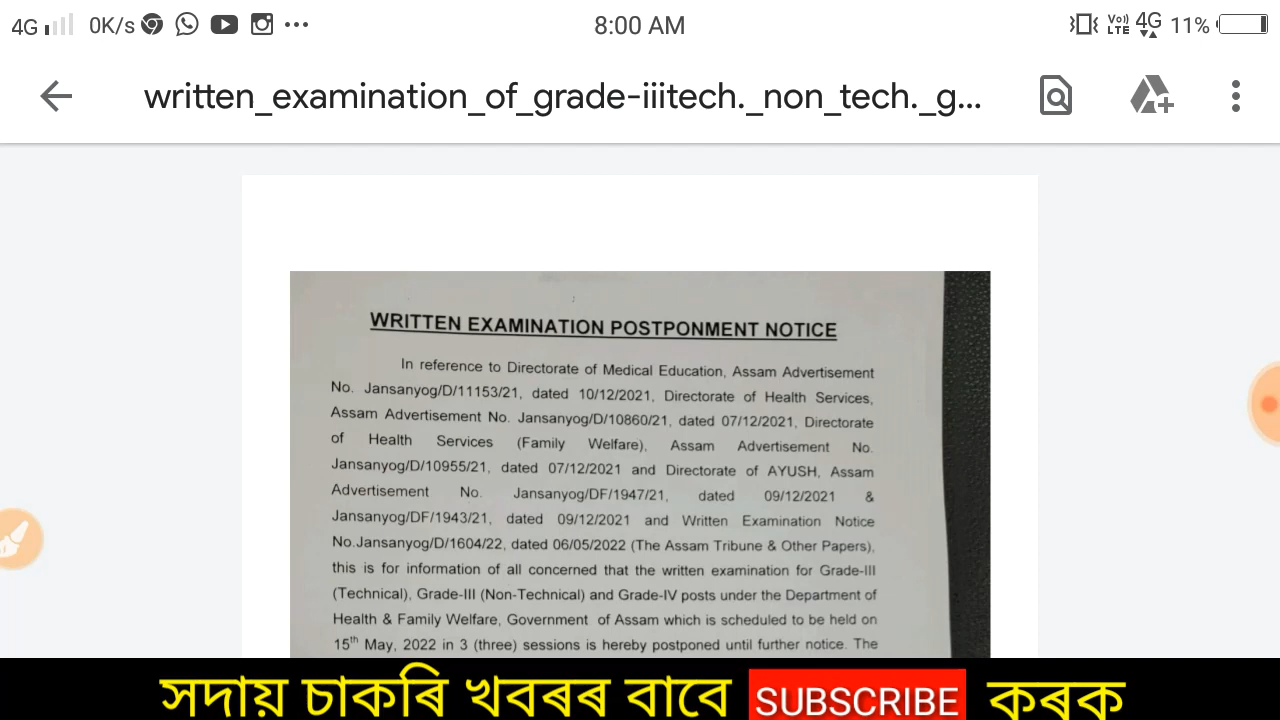 4G 0K/s 8:00 AM Vo)) LTE 4G 11%
written_examination_of_grade-iiitech._non_tech._g...
WRITTEN EXAMINATION POSTPONMENT NOTICE
In reference to Directorate of Medical Education, Assam Advertisement
No. Jansanyog/D/11153/21, dated 10/12/2021, Directorate of Health Services,
Assam Advertisement No. Jansanyog/D/10860/21, dated 07/12/2021, Directorate
of Health Services (Family Welfare), Assam Advertisement No.
Jansanyog/D/10955/21, dated 07/12/2021 and Directorate of AYUSH, Assam
Advertisement No. Jansanyog/DF/1947/21, dated 09/12/2021 &
Jansanyog/DF/1943/21, dated 09/12/2021 and Written Examination Notice
No.Jansanyog/D/1604/22, dated 06/05/2022 (The Assam Tribune & Other Papers),
this is for information of all concerned that the written examination for Grade-III
(Technical), Grade-III (Non-Technical) and Grade-IV posts under the Department of
Health & Family Welfare, Government of Assam which is scheduled to be held on
15th May, 2022 in 3 (three) sessions is hereby postponed until further notice. The
সদায় চাকৰি খবৰৰ বাবে SUBSCRIBE কৰক